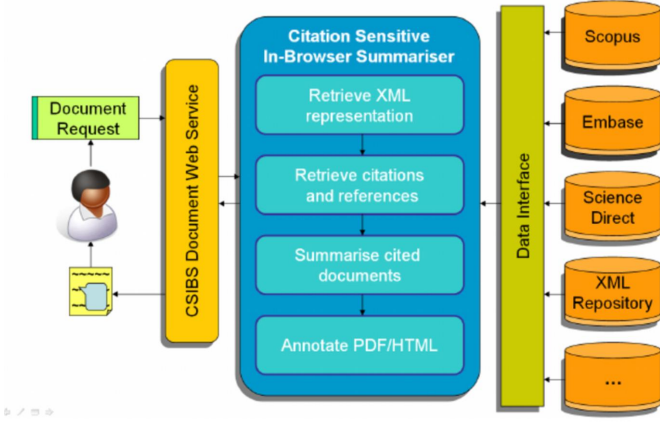 Document
Request
CSIBS Document Web Service
Citation Sensitive
In-Browser Summariser
Retrieve XML
representation
Retrieve citations
and references
Summarise cited
documents
Annotate PDF/HTML
Data Interface
Scopus
Embase
Science
Direct
XML
Repository
...